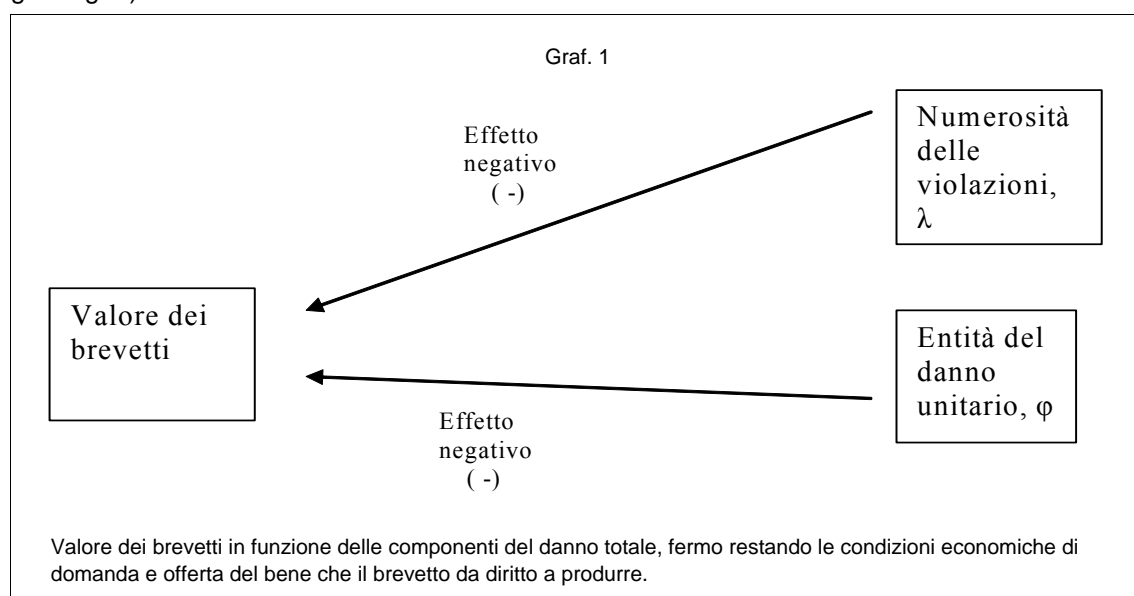 Graf. 1
Effetto
negativo
( -)
Numerosità
delle
violazioni,
λ
Valore dei
brevetti
Entità del
danno
unitario, φ
Effetto
negativo
( -)
Valore dei brevetti in funzione delle componenti del danno totale, fermo restando le condizioni economiche di
domanda e offerta del bene che il brevetto da diritto a produrre.